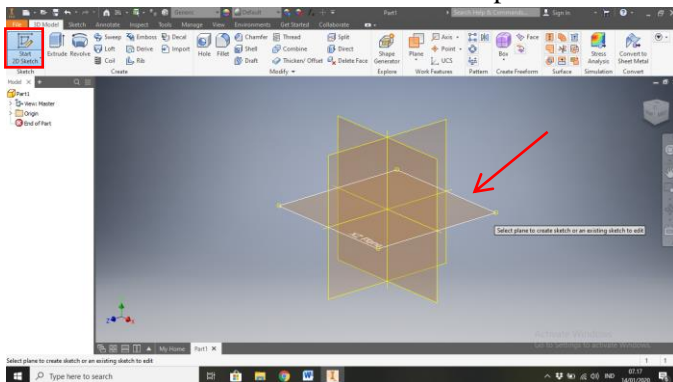 Generic Default Part1 Search Help & Commands... Sign In
File 3D Model Sketch Annotate Inspect Tools Manage View Environments Get Started Collaborate
Start 2D Sketch
Extrude Revolve
Sweep Emboss Decal
Loft Derive Import
Coil Rib
Hole Fillet
Chamfer Thread Split
Shell Combine Direct
Draft Thicken/ Offset Delete Face
Shape Generator
Plane
Axis
Point
UCS
Box
Face
Stress Analysis
Convert to Sheet Metal
Sketch Create Modify Explore Work Features Pattern Create Freeform Surface Simulation Convert
Model
Part1
View: Master
Origin
End of Part
XZ Plane
Select plane to create sketch or an existing sketch to edit
Activate Windows
Go to Settings to activate Windows.
My Home Part1
Select plane to create sketch or an existing sketch to edit 1 1
Type here to search
IND
07.17
14/01/2020